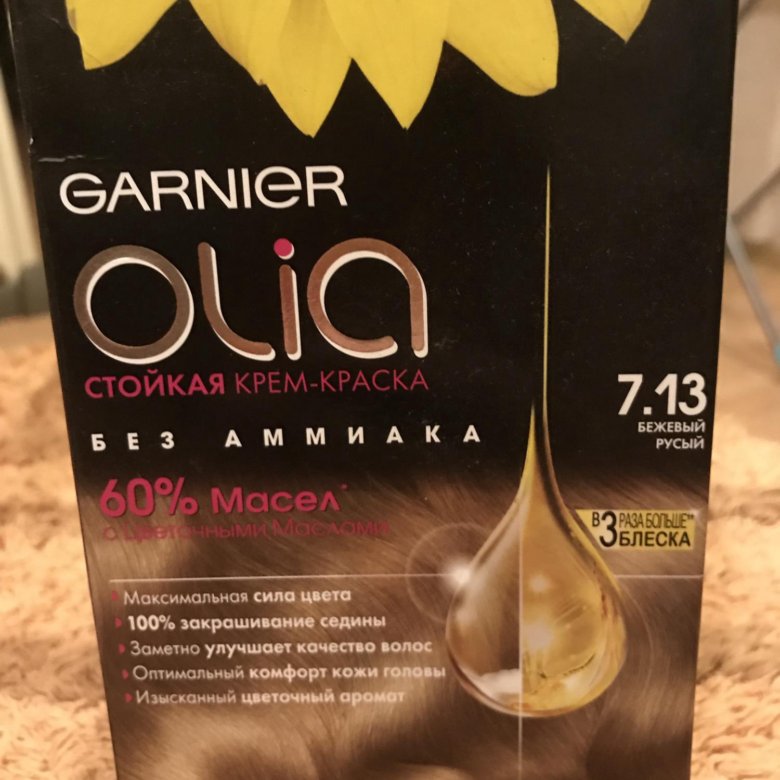 GARNIER
OLiA
СТОЙКАЯ КРЕМ-КРАСКА
БЕЗ АММИАКА
7.13
БЕЖЕВЫЙ
РУСЫЙ
60% Масел*
с Цветочными Маслами
В 3 РАЗА БОЛЬШЕ**
БЛЕСКА
Максимальная сила цвета
100% закрашивание седины
Заметно улучшает качество волос
Оптимальный комфорт кожи головы
Изысканный цветочный аромат